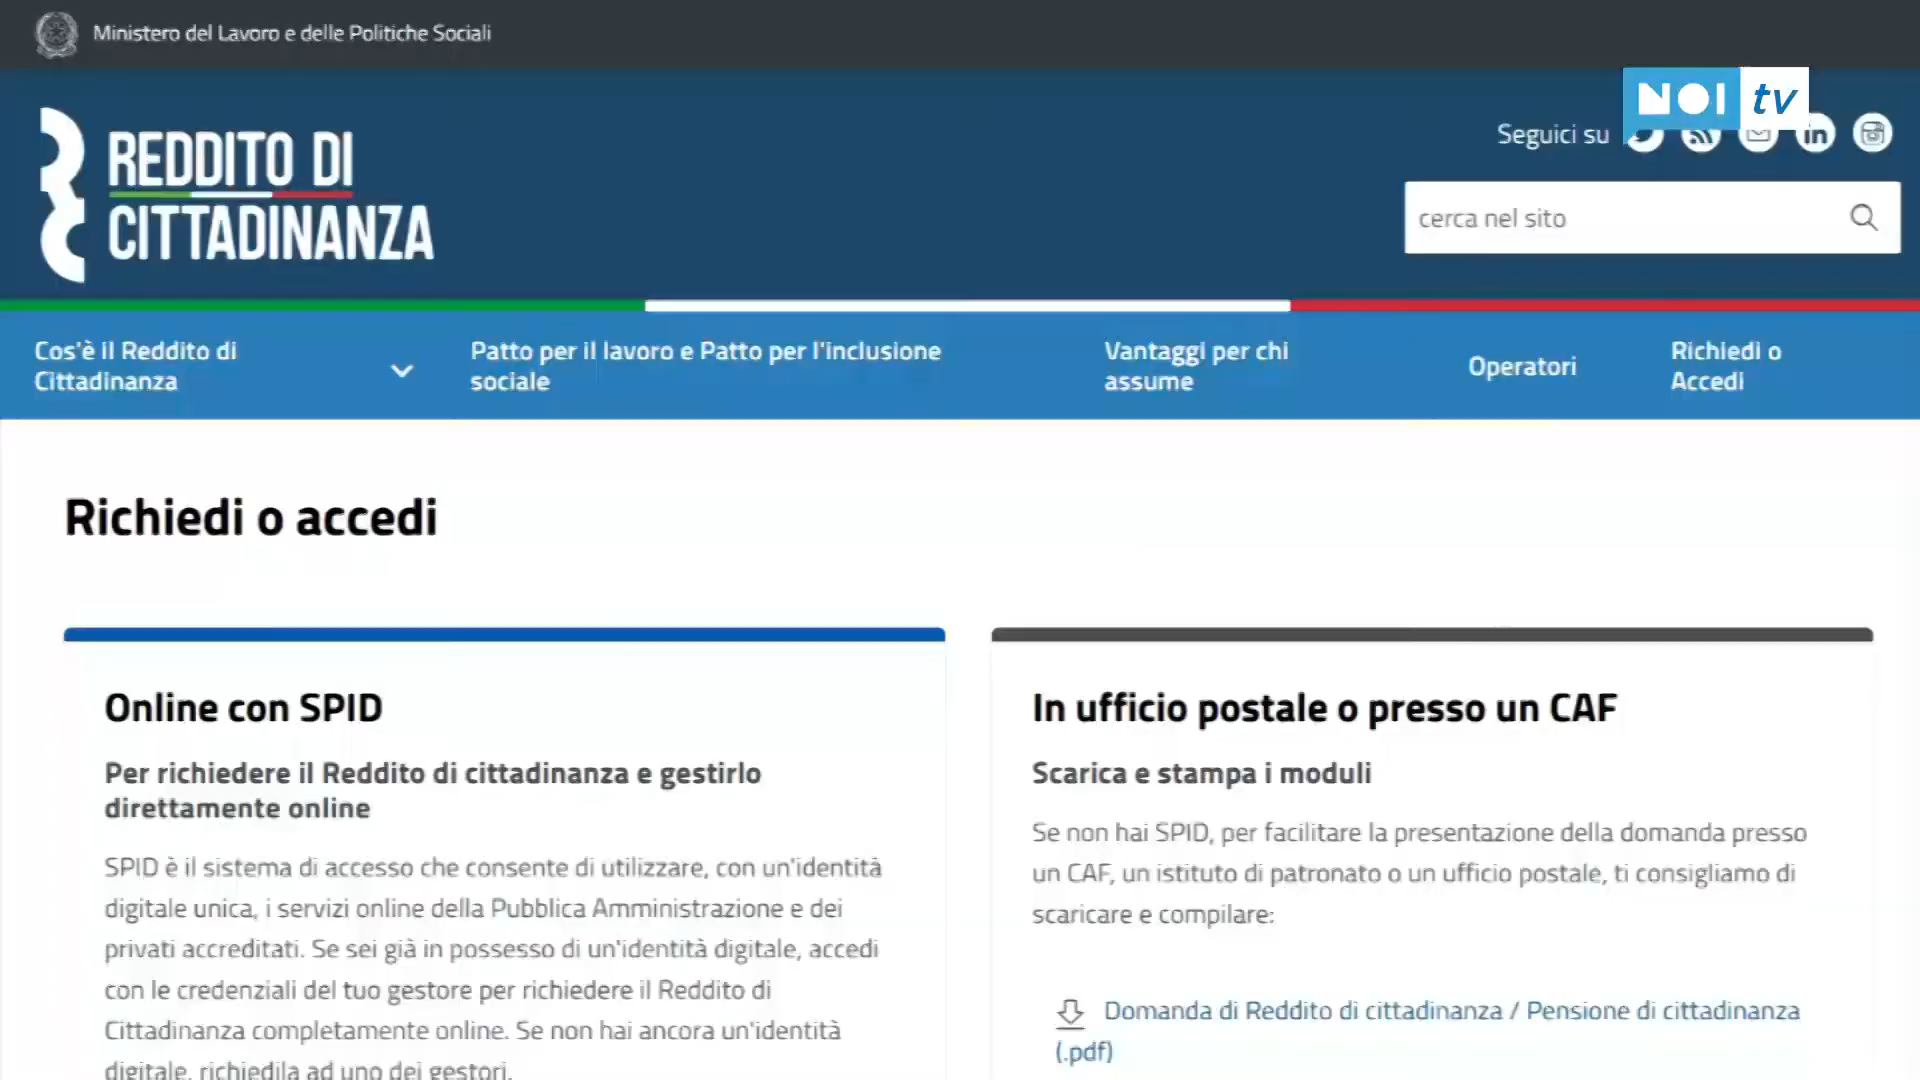 Ministero del Lavoro e delle Politiche Sociali
NOI tv
REDDITO DI
CITTADINANZA
Seguici su
in
cerca nel sito
Cos'è il Reddito di
Cittadinanza
Patto per il lavoro e Patto per l'inclusione
sociale
Vantaggi per chi
assume
Operatori
Richiedi o
Accedi
Richiedi o accedi
Online con SPID
Per richiedere il Reddito di cittadinanza e gestirlo
direttamente online
SPID è il sistema di accesso che consente di utilizzare, con un'identità
digitale unica, i servizi online della Pubblica Amministrazione e dei
privati accreditati. Se sei già in possesso di un'identità digitale, accedi
con le credenziali del tuo gestore per richiedere il Reddito di
Cittadinanza completamente online. Se non hai ancora un'identità
digitale, richiedila ad uno dei gestori.
In ufficio postale o presso un CAF
Scarica e stampa i moduli
Se non hai SPID, per facilitare la presentazione della domanda presso
un CAF, un istituto di patronato o un ufficio postale, ti consigliamo di
scaricare e compilare:
Domanda di Reddito di cittadinanza / Pensione di cittadinanza
(.pdf)